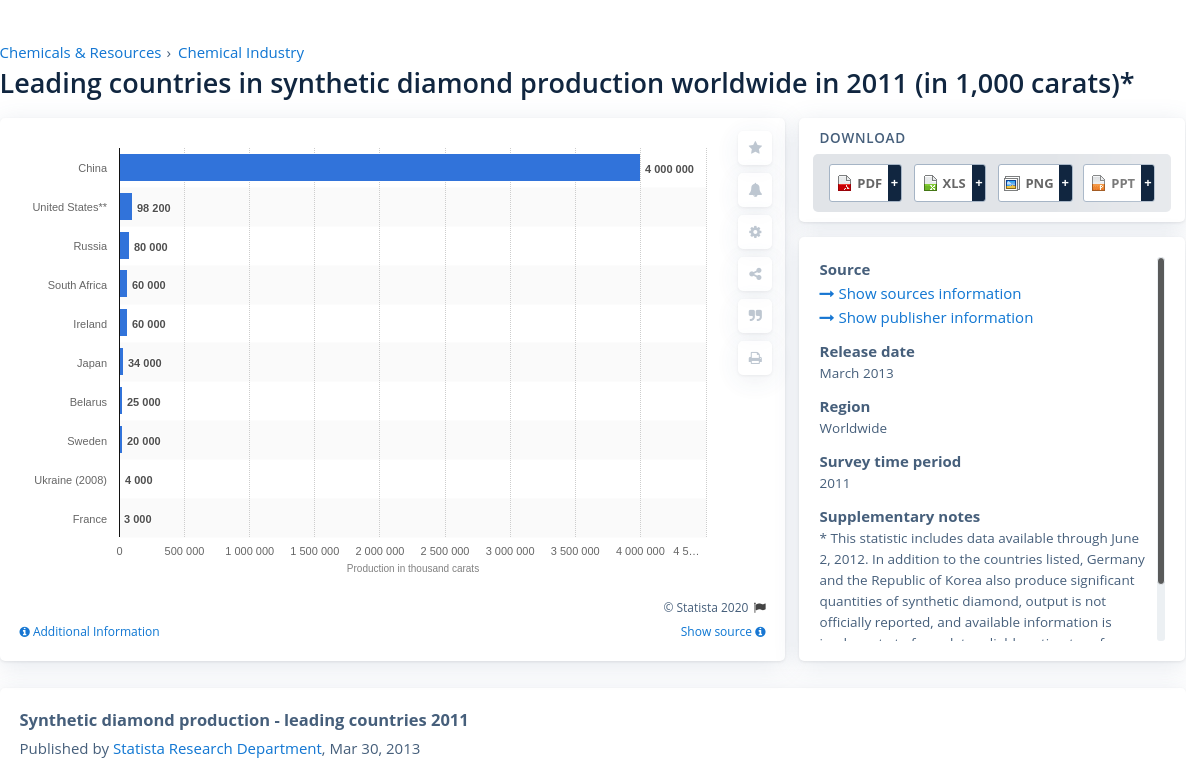 Chemicals & Resources › Chemical Industry
Leading countries in synthetic diamond production worldwide in 2011 (in 1,000 carats)*
China
4 000 000
United States**
98 200
Russia
80 000
South Africa
60 000
Ireland
60 000
Japan
34 000
Belarus
25 000
Sweden
20 000
Ukraine (2008)
4 000
France
3 000
0 500 000 1 000 000 1 500 000 2 000 000 2 500 000 3 000 000 3 500 000 4 000 000 4 5…
Production in thousand carats
© Statista 2020
Additional Information
Show source
DOWNLOAD
PDF + XLS + PNG + PPT +
Source
Show sources information
Show publisher information
Release date
March 2013
Region
Worldwide
Survey time period
2011
Supplementary notes
* This statistic includes data available through June
2, 2012. In addition to the countries listed, Germany
and the Republic of Korea also produce significant
quantities of synthetic diamond, output is not
officially reported, and available information is
Synthetic diamond production - leading countries 2011
Published by Statista Research Department, Mar 30, 2013